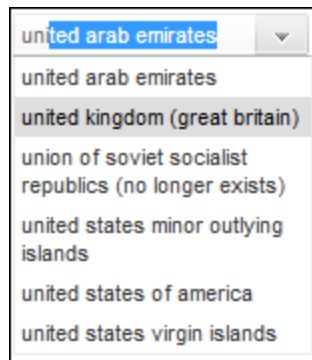 united arab emirates
united arab emirates
united kingdom (great britain)
union of soviet socialist
republics (no longer exists)
united states minor outlying
islands
united states of america
united states virgin islands